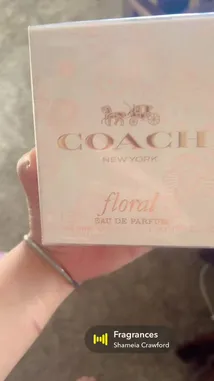 COACH
NEW YORK
floral
EAU DE PARFUM
Fragrances
Shameia Crawford